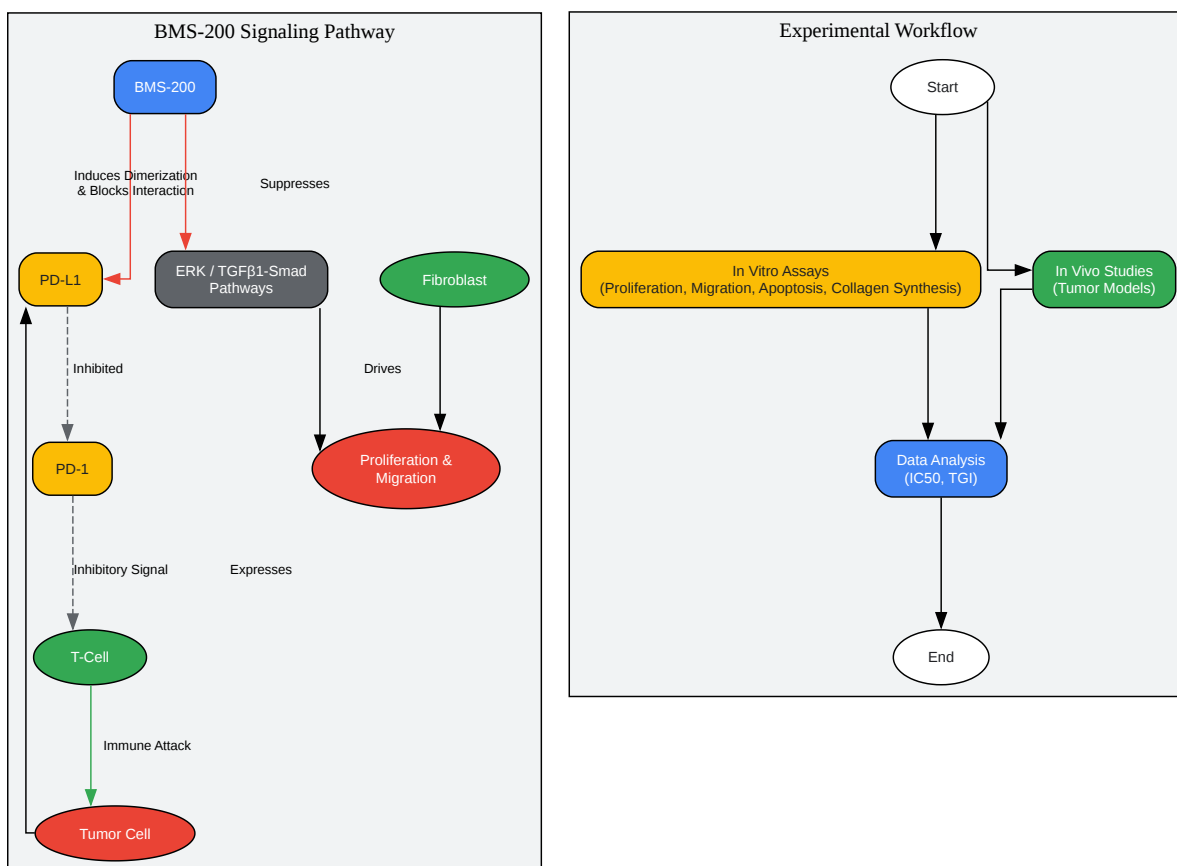 BMS-200 Signaling Pathway
BMS-200
Induces Dimerization
& Blocks Interaction
Suppresses
PD-L1
ERK / TGFβ1-Smad
Pathways
Fibroblast
Inhibited
Drives
PD-1
Proliferation &
Migration
Inhibitory Signal
Expresses
T-Cell
Immune Attack
Tumor Cell
Experimental Workflow
Start
In Vitro Assays
(Proliferation, Migration, Apoptosis, Collagen Synthesis)
In Vivo Studies
(Tumor Models)
Data Analysis
(IC50, TGI)
End